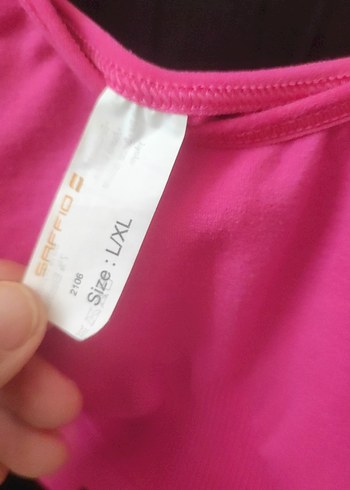 SAFFIO
2106
Size : L/XL